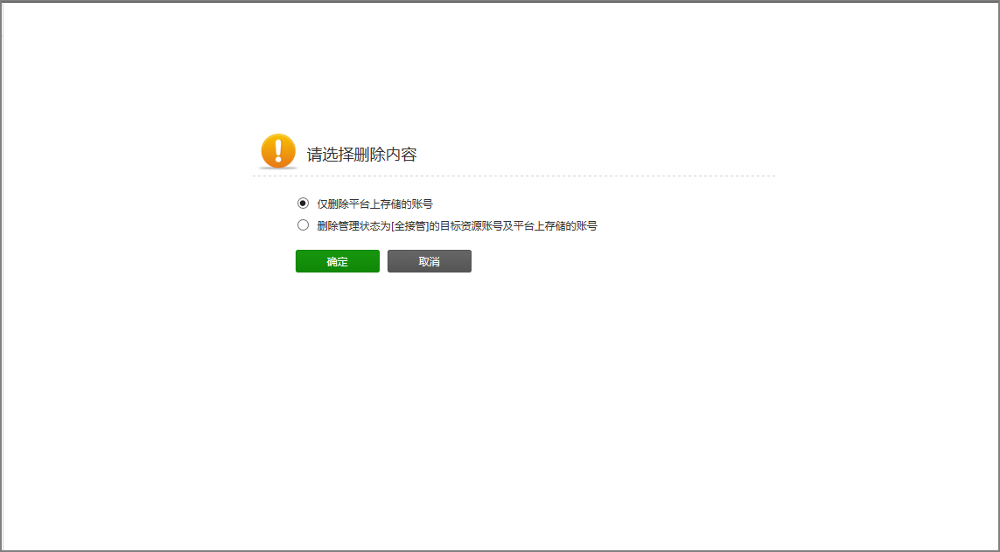 请选择删除内容
仅删除平台上存储的账号
删除管理状态为[全接管]的目标资源账号及平台上存储的账号
确定 取消